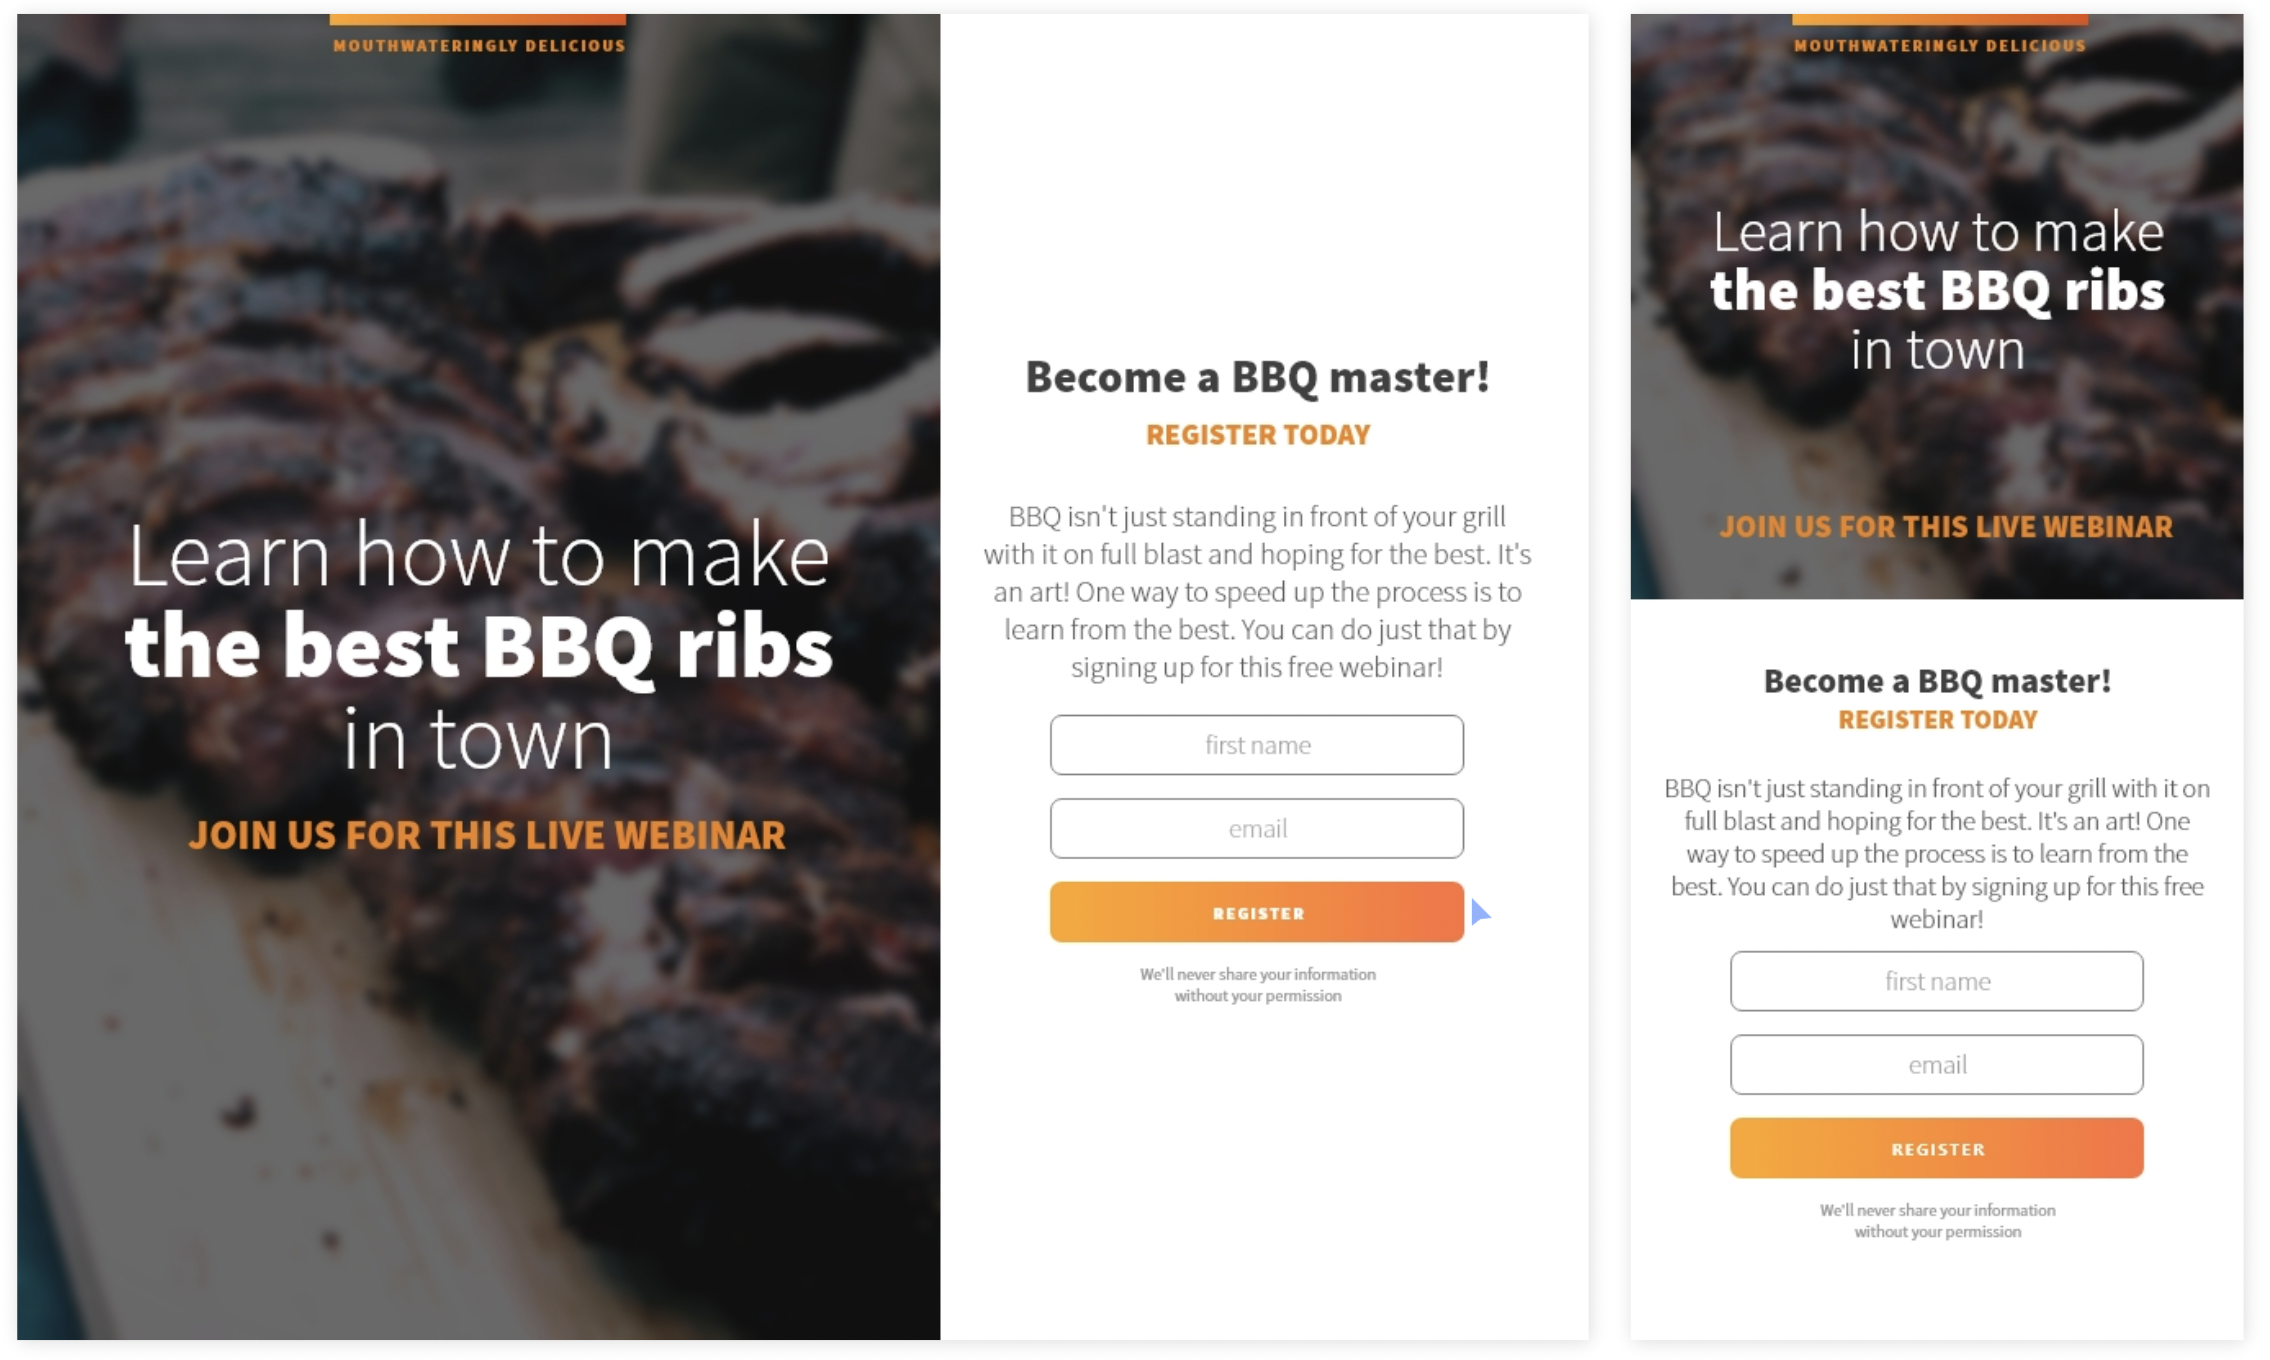 MOUTHWATERINGLY DELICIOUS
Learn how to make
the best BBQ ribs
in town
JOIN US FOR THIS LIVE WEBINAR
Become a BBQ master!
REGISTER TODAY
BBQ isn't just standing in front of your grill
with it on full blast and hoping for the best. It's
an art! One way to speed up the process is to
learn from the best. You can do just that by
signing up for this free webinar!
first name
email
REGISTER
We'll never share your information
without your permission
MOUTHWATERINGLY DELICIOUS
Learn how to make
the best BBQ ribs
in town
JOIN US FOR THIS LIVE WEBINAR
Become a BBQ master!
REGISTER TODAY
BBQ isn't just standing in front of your grill with it on
full blast and hoping for the best. It's an art! One
way to speed up the process is to learn from the
best. You can do just that by signing up for this free
webinar!
first name
email
REGISTER
We'll never share your information
without your permission